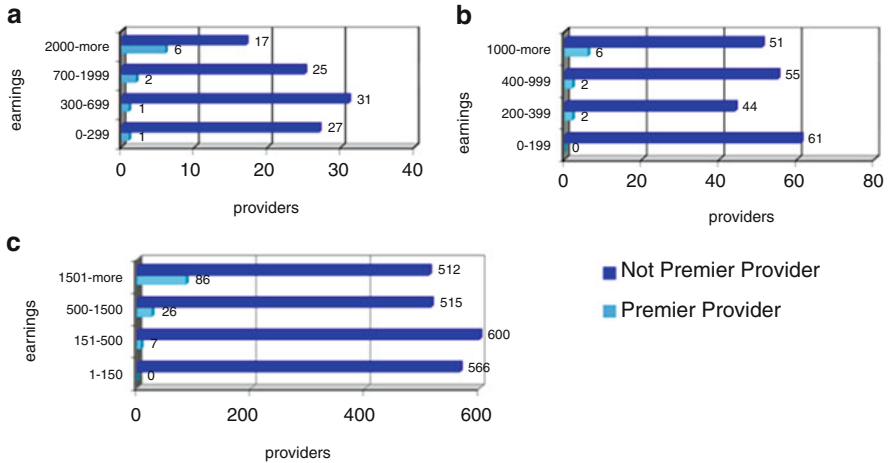 a
earnings
2000-more
17
6
700-1999
25
2
300-699
31
1
0-299
27
1
0 10 20 30 40
providers
b
earnings
1000-more
51
6
400-999
55
2
200-399
44
2
0-199
61
0
0 20 40 60 80
providers
c
earnings
1501-more
512
86
500-1500
515
26
151-500
600
7
1-150
566
0
0 200 400 600
providers
Not Premier Provider
Premier Provider